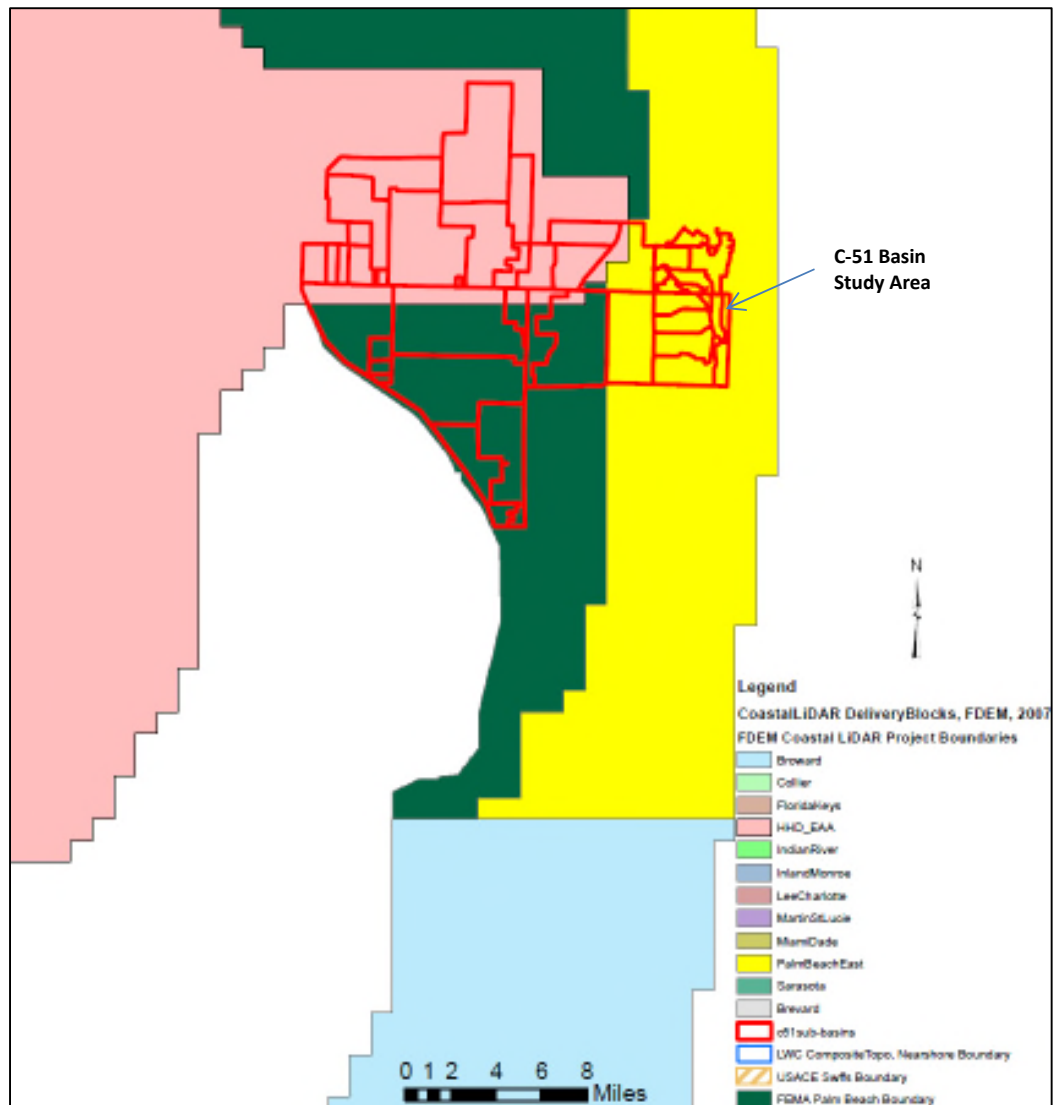 C-51 Basin
Study Area
N
Legend
CoastalLiDAR DeliveryBlocks, FDEM, 2007
FDEM Coastal LiDAR Project Boundaries
Broward
Collier
FloridaKeys
HHD_EAA
IndianRiver
InlandMonroe
LeeCharlotte
MartinStLucie
MiamiDade
PalmBeachEast
Sarasota
Brevard
c51sub-basins
LWC CompositeTopo, Nearshore Boundary
USACE Swffs Boundary
FEMA Palm Beach Boundary
0 1 2 4 6 8
Miles